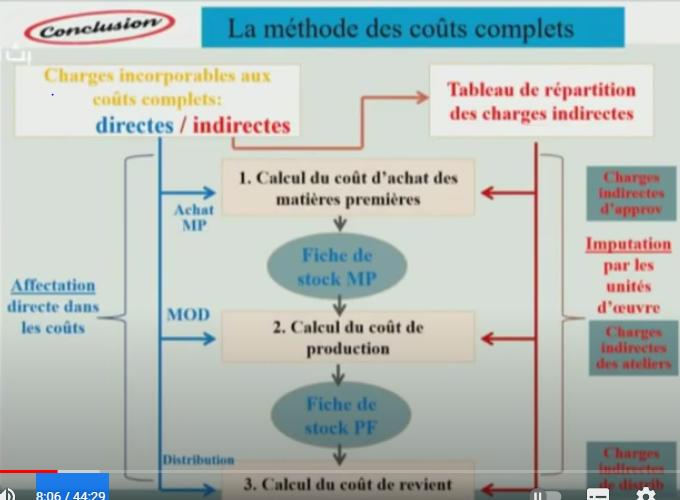 Conclusion
La méthode des coûts complets
Charges incorporables aux
coûts complets:
directes / indirectes
Tableau de répartition
des charges indirectes
1. Calcul du coût d'achat des
matières premières
Achat
MP
Charges
indirectes
d'approv
Fiche de
stock MP
Imputation
par les
unités
d'œuvre
Affectation
directe dans
les coûts
MOD
2. Calcul du coût de
production
Charges
indirectes
des ateliers
Fiche de
stock PF
Distribution
3. Calcul du coût de revient
Charges
indirectes
de distrib
8:06 / 44:29